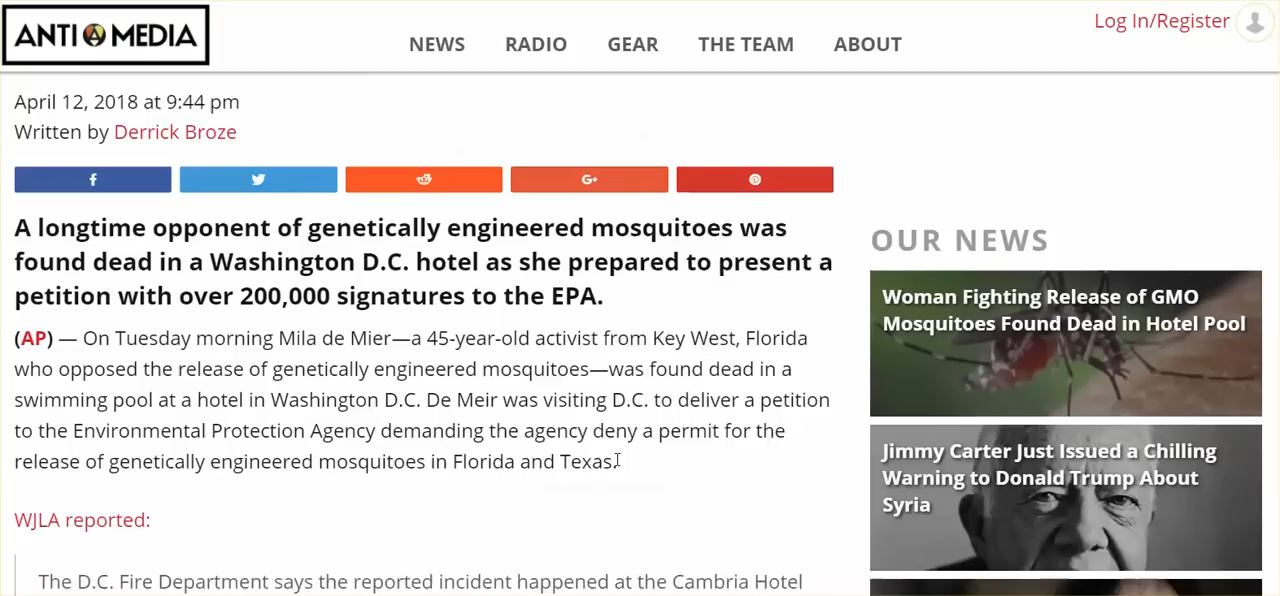 ANTI MEDIA
NEWS RADIO GEAR THE TEAM ABOUT
Log In/Register
April 12, 2018 at 9:44 pm
Written by Derrick Broze
A longtime opponent of genetically engineered mosquitoes was
found dead in a Washington D.C. hotel as she prepared to present a
petition with over 200,000 signatures to the EPA.
(AP) — On Tuesday morning Mila de Mier—a 45-year-old activist from Key West, Florida
who opposed the release of genetically engineered mosquitoes—was found dead in a
swimming pool at a hotel in Washington D.C. De Meir was visiting D.C. to deliver a petition
to the Environmental Protection Agency demanding the agency deny a permit for the
release of genetically engineered mosquitoes in Florida and Texas.
WJLA reported:
The D.C. Fire Department says the reported incident happened at the Cambria Hotel
OUR NEWS
Woman Fighting Release of GMO
Mosquitoes Found Dead in Hotel Pool
Jimmy Carter Just Issued a Chilling
Warning to Donald Trump About
Syria